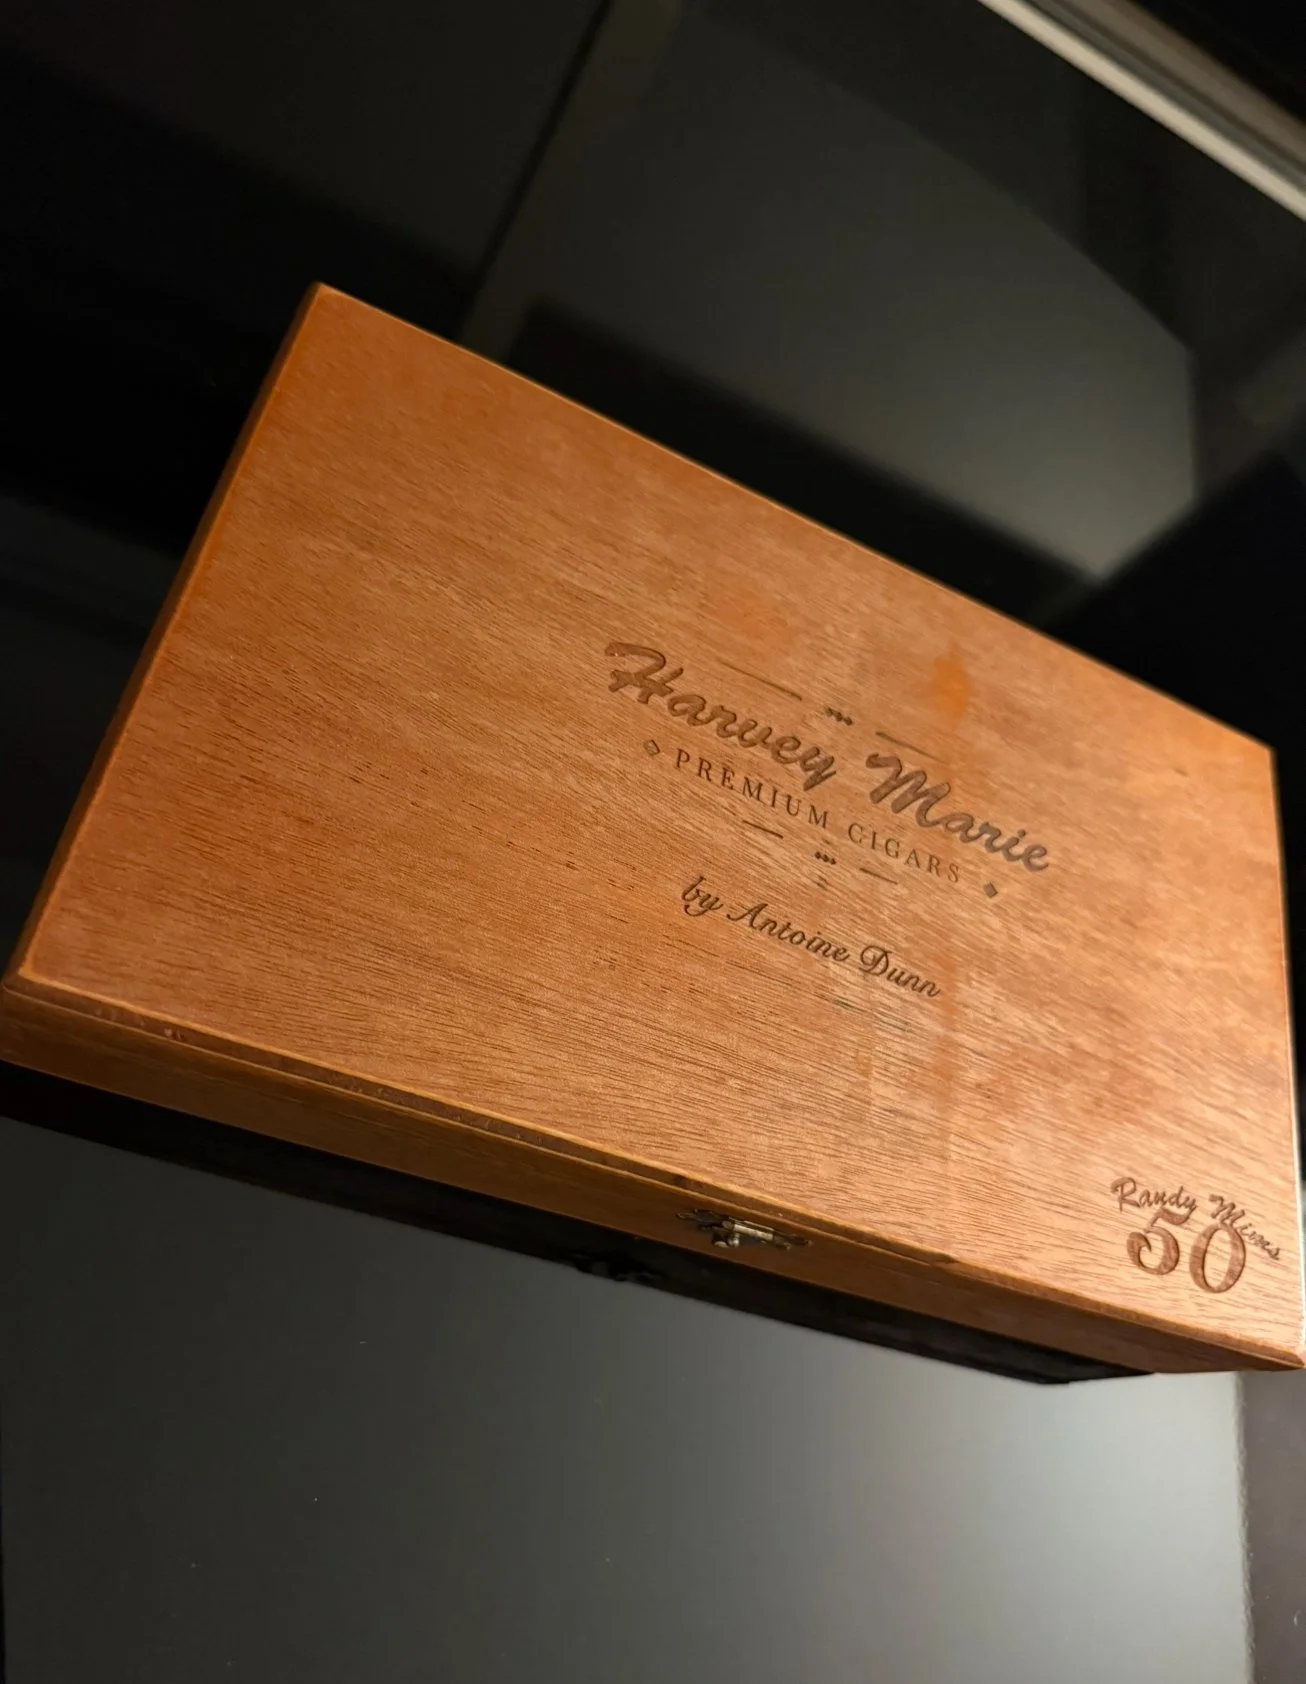 Harvey Marie
PREMIUM CIGARS
by Antoine Dunn
Randy Mims
50